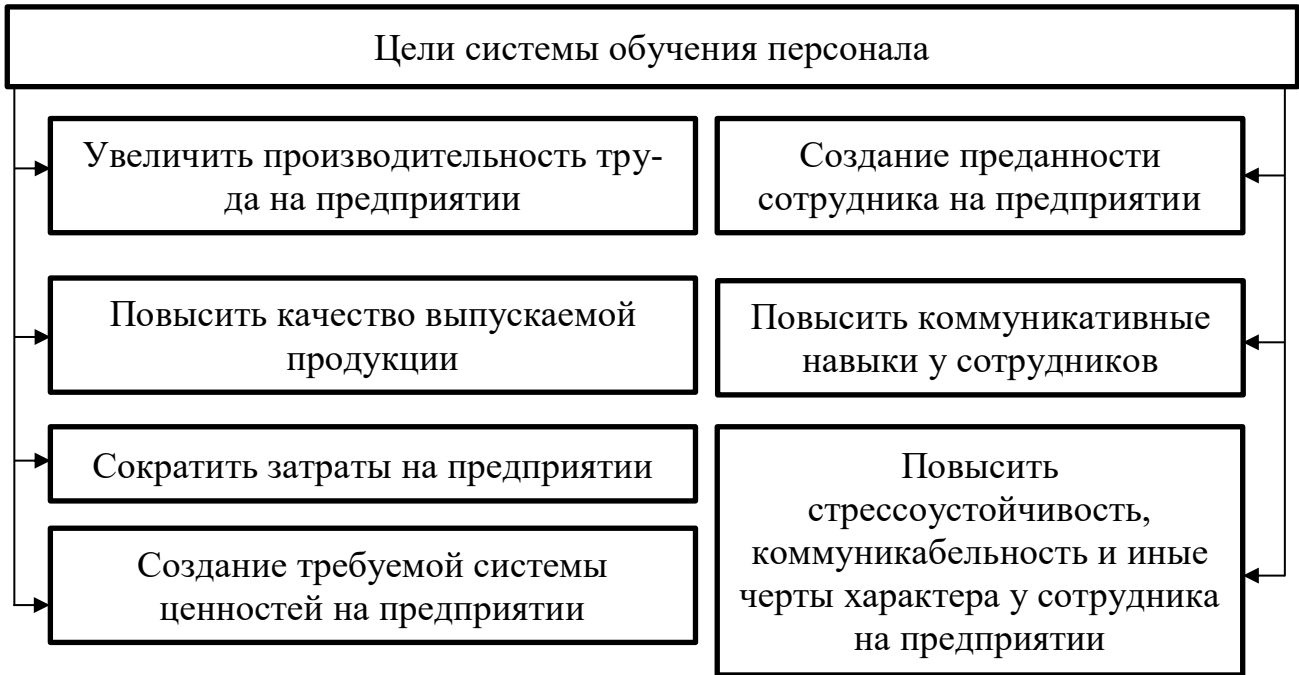 Цели системы обучения персонала
Увеличить производительность тру-
да на предприятии
Повысить качество выпускаемой
продукции
Сократить затраты на предприятии
Создание требуемой системы
ценностей на предприятии
Создание преданности
сотрудника на предприятии
Повысить коммуникативные
навыки у сотрудников
Повысить
стрессоустойчивость,
коммуникабельность и иные
черты характера у сотрудника
на предприятии